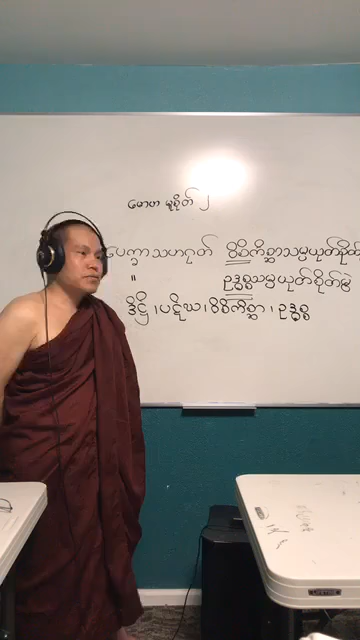 မောဟ မူစိတ် ၂
ပေက္ခာသဟဂုတ် ဝိစိကိစ္ဆာသမ္ပယုတ်စိတ်
" ဥဒ္ဓစ္စသမ္ပယုတ်စိတ်
ဒိဋ္ဌိ ၊ ပဋိဃ ၊ ဝိစိကိစ္ဆာ ၊ ဥဒ္ဓစ္စ